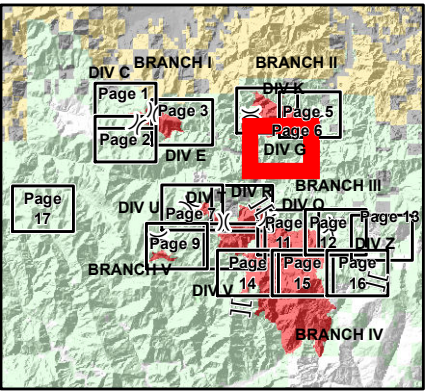 BRANCH I
BRANCH II
DIV C
Page 1
DIV K
Page 3
Page 5
Page 6
Page 2
DIV G
DIV E
BRANCH III
Page
17
DIV R
DIV U
Page 7
DIV O
Page 13
Page
11
Page
12
Page 9
DIV Z
BRANCH V
Page
14
Page
15
Page
16
DIV V
BRANCH IV